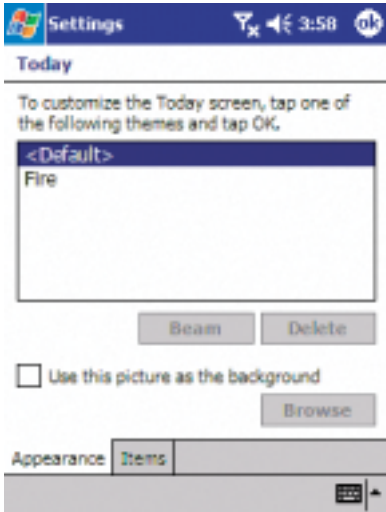 Settings 3:58 ok
Today
To customize the Today screen, tap one of
the following themes and tap OK.
<Default>
Fire
Beam Delete
Use this picture as the background
Browse
Appearance Items